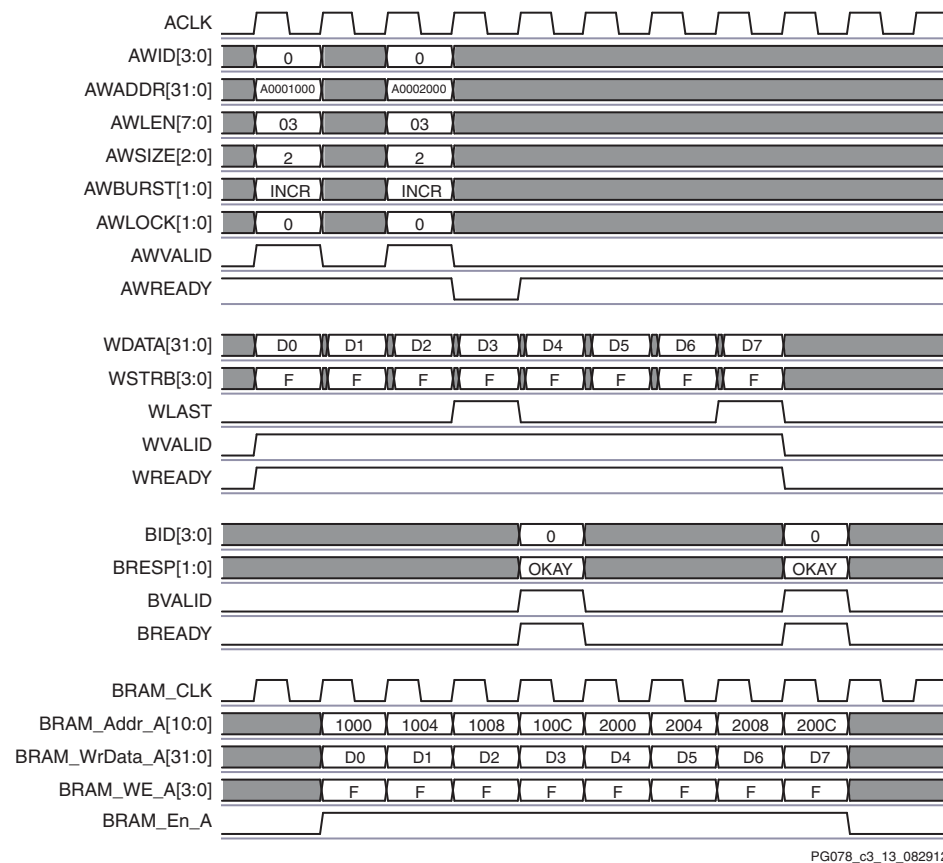 ACLK
AWID[3:0] 0 0
AWADDR[31:0] A0001000 A0002000
AWLEN[7:0] 03 03
AWSIZE[2:0] 2 2
AWBURST[1:0] INCR INCR
AWLOCK[1:0] 0 0
AWVALID
AWREADY
WDATA[31:0] D0 D1 D2 D3 D4 D5 D6 D7
WSTRB[3:0] F F F F F F F F
WLAST
WVALID
WREADY
BID[3:0] 0 0
BRESP[1:0] OKAY OKAY
BVALID
BREADY
BRAM_CLK
BRAM_Addr_A[10:0] 1000 1004 1008 100C 2000 2004 2008 200C
BRAM_WrData_A[31:0] D0 D1 D2 D3 D4 D5 D6 D7
BRAM_WE_A[3:0] F F F F F F F F
BRAM_En_A
PG078_c3_13_082912